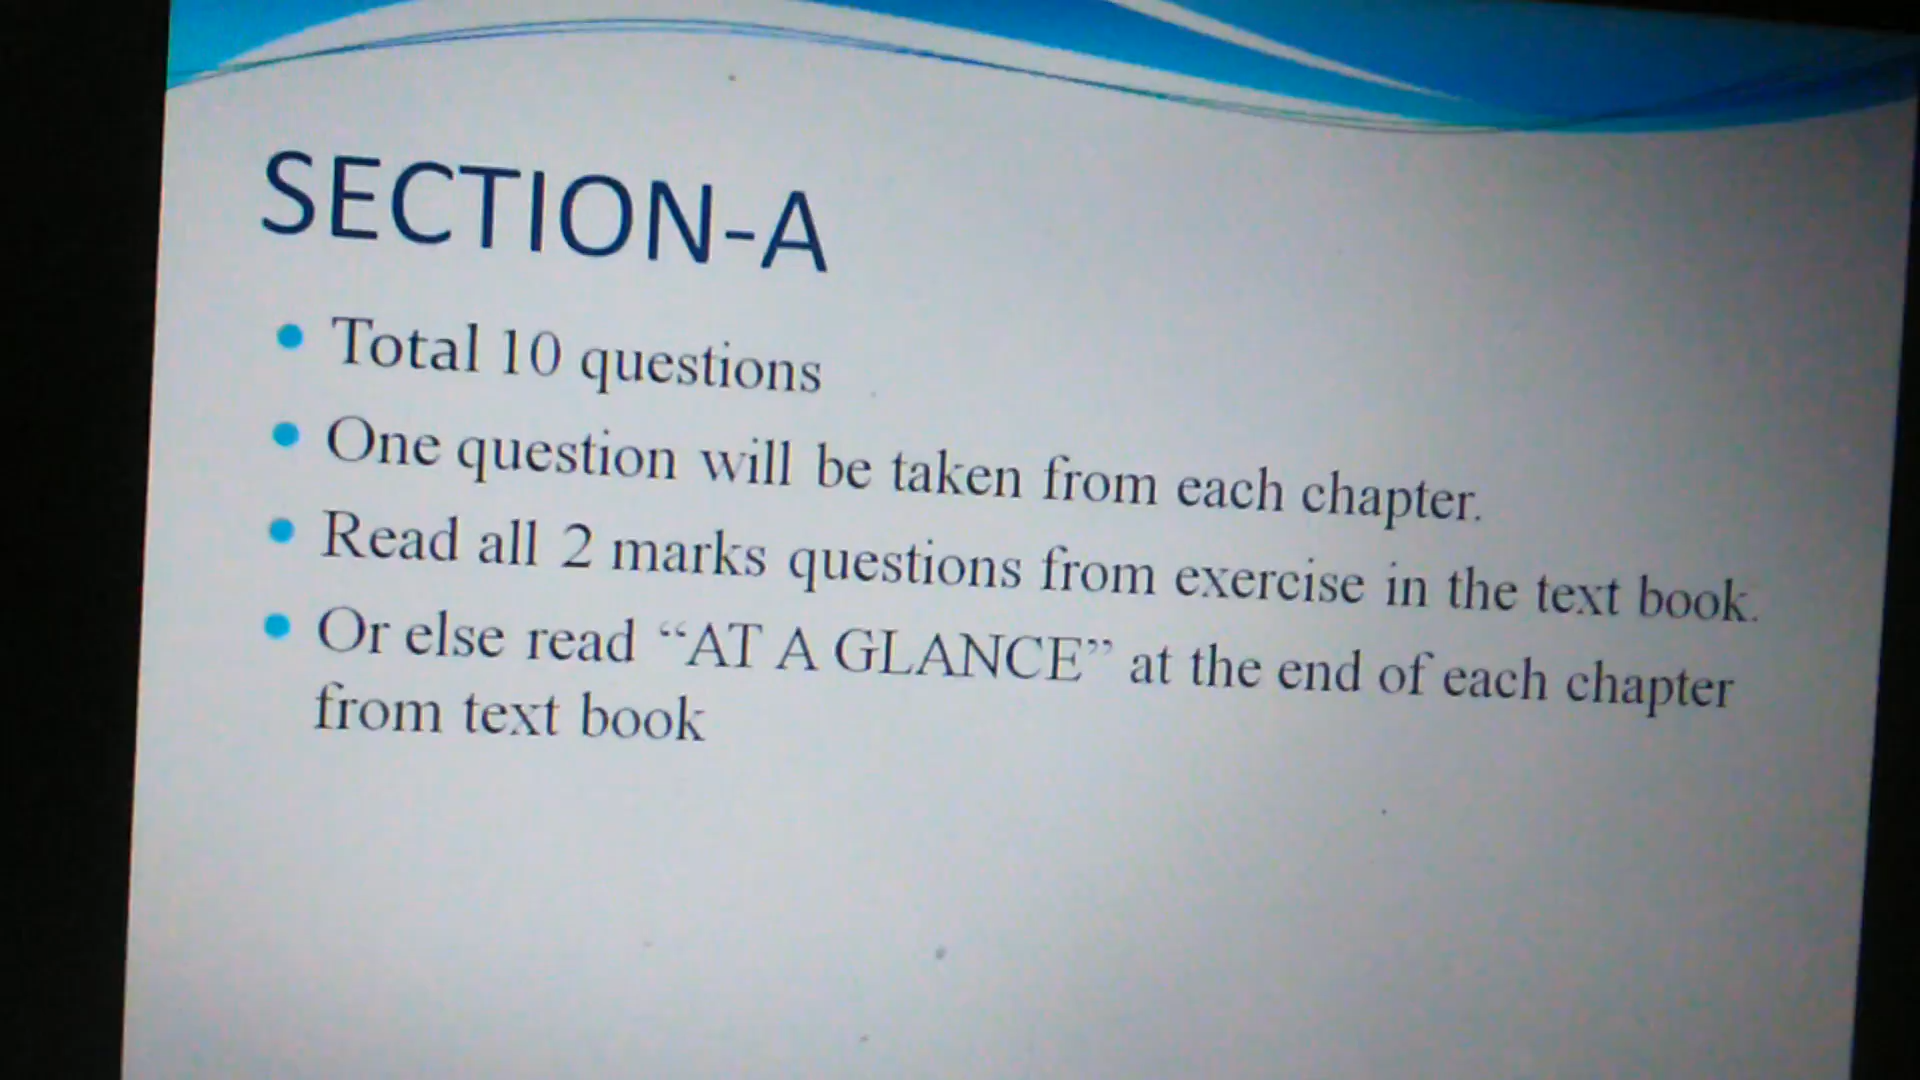 SECTION-A
Total 10 questions
One question will be taken from each chapter.
Read all 2 marks questions from exercise in the text book.
Or else read “AT A GLANCE” at the end of each chapter
from text book